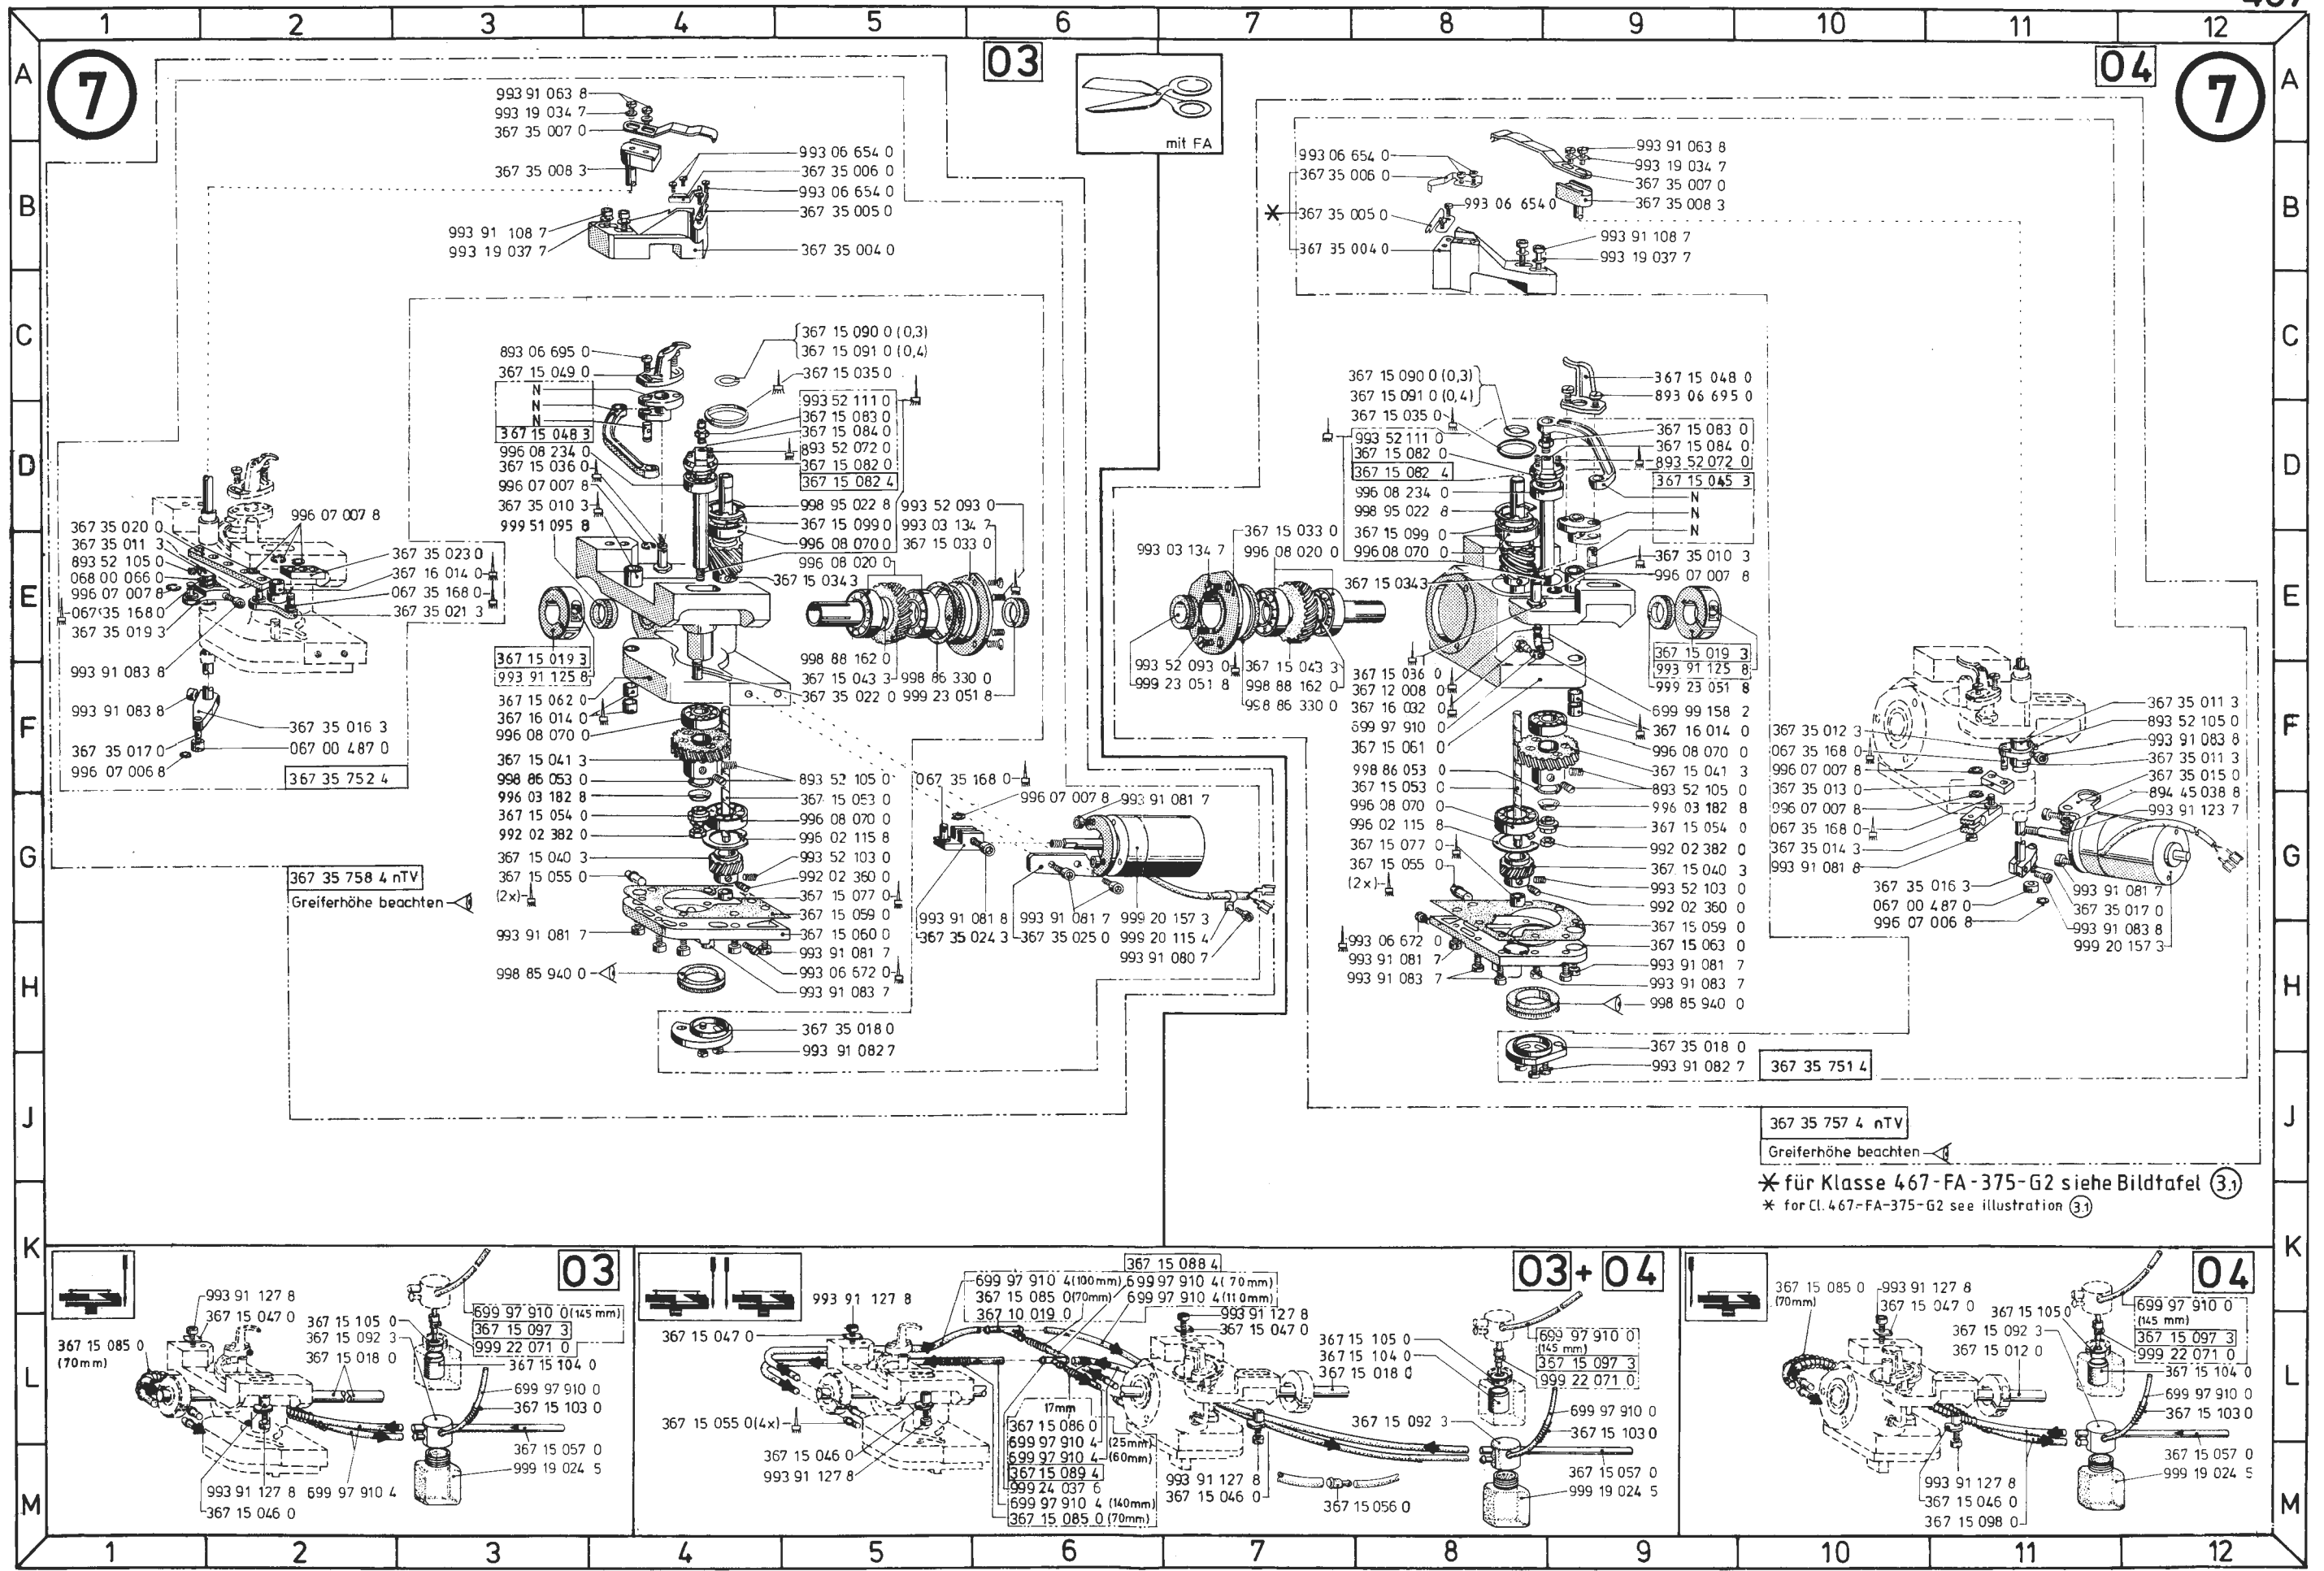 1 2 3 4 5 6 7 8 9 10 11 12
A
B
C
D
E
F
G
H
J
K
L
M
7
03
993 91 063 8
993 19 034 7
367 35 007 0
367 35 008 3
993 91 108 7
993 19 037 7
993 06 654 0
367 35 006 0
993 06 654 0
367 35 005 0
367 35 004 0
893 06 695 0
367 15 049 0
N
N
N
367 15 048 3
996 08 234 0
367 15 036 0
996 07 007 8
367 35 010 3
999 51 095 8
367 15 090 0 (0,3)
367 15 091 0 (0,4)
367 15 035 0
993 52 111 0
367 15 083 0
367 15 084 0
893 52 072 0
367 15 082 0
367 15 082 4
998 95 022 8
367 15 099 0
996 08 070 0
996 08 020 0
367 15 034 3
993 52 093 0
993 03 134 7
367 15 033 0
367 35 020 0
367 35 011 3
893 52 105 0
068 00 066 0
996 07 007 8
067 35 168 0
367 35 019 3
993 91 083 8
993 91 083 8
367 35 017 0
996 07 006 8
996 07 007 8
367 35 023 0
367 16 014 0
067 35 168 0
367 35 021 3
367 35 016 3
067 00 487 0
367 35 752 4
367 35 758 4 nTV
Greiferhöhe beachten
367 15 019 3
993 91 125 8
367 15 062 0
367 16 014 0
996 08 070 0
367 15 041 3
998 86 053 0
996 03 182 8
367 15 054 0
992 02 382 0
367 15 040 3
367 15 055 0
(2x)
993 91 081 7
998 85 940 0
998 88 162 0
367 15 043 3
367 35 022 0
998 86 330 0
999 23 051 8
893 52 105 0
367 15 053 0
996 08 070 0
996 02 115 8
993 52 103 0
992 02 360 0
367 15 077 0
367 15 059 0
367 15 060 0
993 91 081 7
993 06 672 0
993 91 083 7
367 35 018 0
993 91 082 7
067 35 168 0
996 07 007 8
993 91 081 7
993 91 081 8
367 35 024 3
993 91 081 7
367 35 025 0
999 20 157 3
999 20 115 4
993 91 080 7
mit FA
04
7
993 06 654 0
367 35 006 0
* 367 35 005 0
367 35 004 0
993 06 654 0
993 91 063 8
993 19 034 7
367 35 007 0
367 35 008 3
993 91 108 7
993 19 037 7
367 15 090 0 (0,3)
367 15 091 0 (0,4)
367 15 035 0
993 52 111 0
367 15 082 0
367 15 082 4
996 08 234 0
998 95 022 8
367 15 099 0
996 08 070 0
367 15 034 3
367 15 048 0
893 06 695 0
367 15 083 0
367 15 084 0
893 52 072 0
367 15 045 3
N
N
N
367 35 010 3
996 07 007 8
367 15 033 0
993 03 134 7
996 08 020 0
993 52 093 0
999 23 051 8
367 15 043 3
998 88 162 0
998 86 330 0
367 15 019 3
993 91 125 8
999 23 051 8
367 15 036 0
367 12 008 0
367 16 032 0
699 97 910 0
367 15 061 0
998 86 053 0
367 15 053 0
996 08 070 0
996 02 115 8
367 15 077 0
367 15 055 0
(2x)
993 06 672 0
993 91 081 7
993 91 083 7
699 99 158 2
367 16 014 0
996 08 070 0
367 15 041 3
893 52 105 0
996 03 182 8
367 15 054 0
992 02 382 0
367 15 040 3
993 52 103 0
992 02 360 0
367 15 059 0
367 15 063 0
993 91 081 7
993 91 083 7
998 85 940 0
367 35 018 0
993 91 082 7
367 35 012 3
067 35 168 0
996 07 007 8
367 35 013 0
996 07 007 8
067 35 168 0
367 35 014 3
993 91 081 8
367 35 011 3
893 52 105 0
993 91 083 8
367 35 011 3
367 35 015 0
894 45 038 8
993 91 123 7
367 35 016 3
067 00 487 0
996 07 006 8
993 91 081 7
367 35 017 0
993 91 083 8
999 20 157 3
367 35 751 4
367 35 757 4 nTV
Greiferhöhe beachten
* für Klasse 467-FA-375-G2 siehe Bildtafel 3.1
* for Cl. 467-FA-375-G2 see illustration 3.1
03
993 91 127 8
367 15 047 0
367 15 085 0
(70mm)
367 15 105 0
367 15 092 3
367 15 018 0
699 97 910 0 (145 mm)
367 15 097 3
999 22 071 0
367 15 104 0
699 97 910 0
367 15 103 0
367 15 057 0
999 19 024 5
993 91 127 8
699 97 910 4
367 15 046 0
03+04
367 15 088 4
699 97 910 4 (100mm)
699 97 910 4 (70mm)
367 15 085 0 (70mm)
699 97 910 4 (110mm)
367 10 019 0
993 91 127 8
367 15 047 0
993 91 127 8
367 15 047 0
367 15 055 0 (4x)
367 15 046 0
993 91 127 8
17mm
367 15 086 0
699 97 910 4 (25mm)
699 97 910 4 (60mm)
367 15 089 4
999 24 037 6
699 97 910 4 (140mm)
367 15 085 0 (70mm)
993 91 127 8
367 15 046 0
367 15 105 0
367 15 104 0
367 15 018 0
367 15 092 3
699 97 910 0
(145 mm)
367 15 097 3
999 22 071 0
699 97 910 0
367 15 103 0
367 15 057 0
999 19 024 5
367 15 056 0
04
367 15 085 0
(70mm)
993 91 127 8
367 15 047 0
367 15 105 0
367 15 092 3
367 15 012 0
699 97 910 0
(145 mm)
367 15 097 3
999 22 071 0
367 15 104 0
699 97 910 0
367 15 103 0
367 15 057 0
999 19 024 5
993 91 127 8
367 15 046 0
367 15 098 0
1 2 3 4 5 6 7 8 9 10 11 12
A
B
C
D
E
F
G
H
J
K
L
M